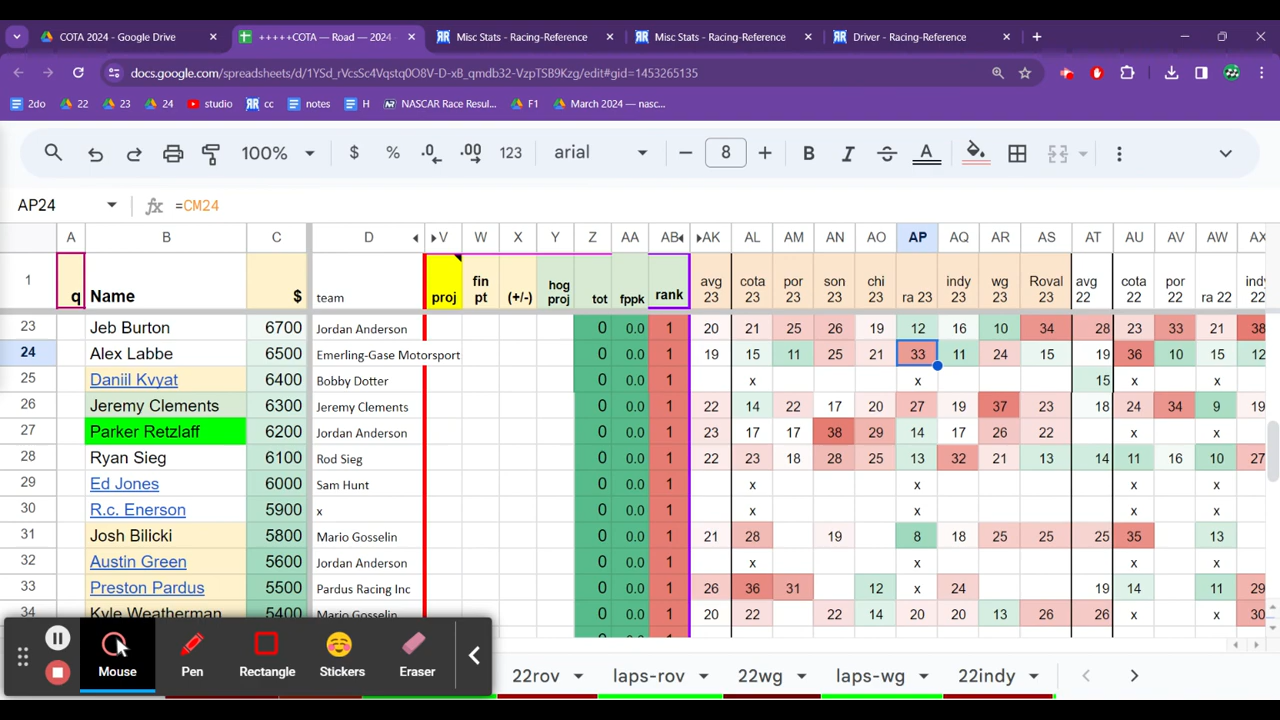 COTA 2024 - Google Drive
+++++COTA — Road — 2024
Misc Stats - Racing-Reference
Misc Stats - Racing-Reference
Driver - Racing-Reference
docs.google.com/spreadsheets/d/1YSd_rVcsSc4Vqstq0O8V-D-xB_qmdb32-VzpTSB9Kzg/edit#gid=1453265135
2do 22 23 24 studio cc notes H NASCAR Race Resul... F1 March 2024 — nasc...
100% $ % .0 .00 123 arial 8 B I A
AP24 fx =CM24
A B C D V W X Y Z AA AB AK AL AM AN AO AP AQ AR AS AT AU AV AW AX
1 q Name $ team proj fin pt (+/-) hog proj tot fppk rank avg 23 cota 23 por 23 son 23 chi 23 ra 23 indy 23 wg 23 Roval 23 avg 22 cota 22 por 22 ra 22 indy 22
23 Jeb Burton 6700 Jordan Anderson 0 0.0 1 20 21 25 26 19 12 16 10 34 28 23 33 21 38
24 Alex Labbe 6500 Emerling-Gase Motorsport 0 0.0 1 19 15 11 25 21 33 11 24 15 19 36 10 15 12
25 Daniil Kvyat 6400 Bobby Dotter 0 0.0 1 x x 15 x x
26 Jeremy Clements 6300 Jeremy Clements 0 0.0 1 22 14 22 17 20 27 19 37 23 18 24 34 9 19
27 Parker Retzlaff 6200 Jordan Anderson 0 0.0 1 23 17 17 38 29 14 17 26 22 x x
28 Ryan Sieg 6100 Rod Sieg 0 0.0 1 22 23 18 28 25 13 32 21 13 14 11 16 10 27
29 Ed Jones 6000 Sam Hunt 0 0.0 1 x x x x
30 R.c. Enerson 5900 x 0 0.0 1 x x x x
31 Josh Bilicki 5800 Mario Gosselin 0 0.0 1 21 28 19 8 18 25 25 25 35 13
32 Austin Green 5600 Jordan Anderson 0 0.0 1 x x x x
33 Preston Pardus 5500 Pardus Racing Inc 0 0.0 1 26 36 31 12 x 24 19 14 11 29
34 Kyle Weatherman 5400 Mario Gosselin 0 0.0 1 20 22 22 14 20 20 13 26 26 x x 30
Mouse Pen Rectangle Stickers Eraser
22rov laps-rov 22wg laps-wg 22indy